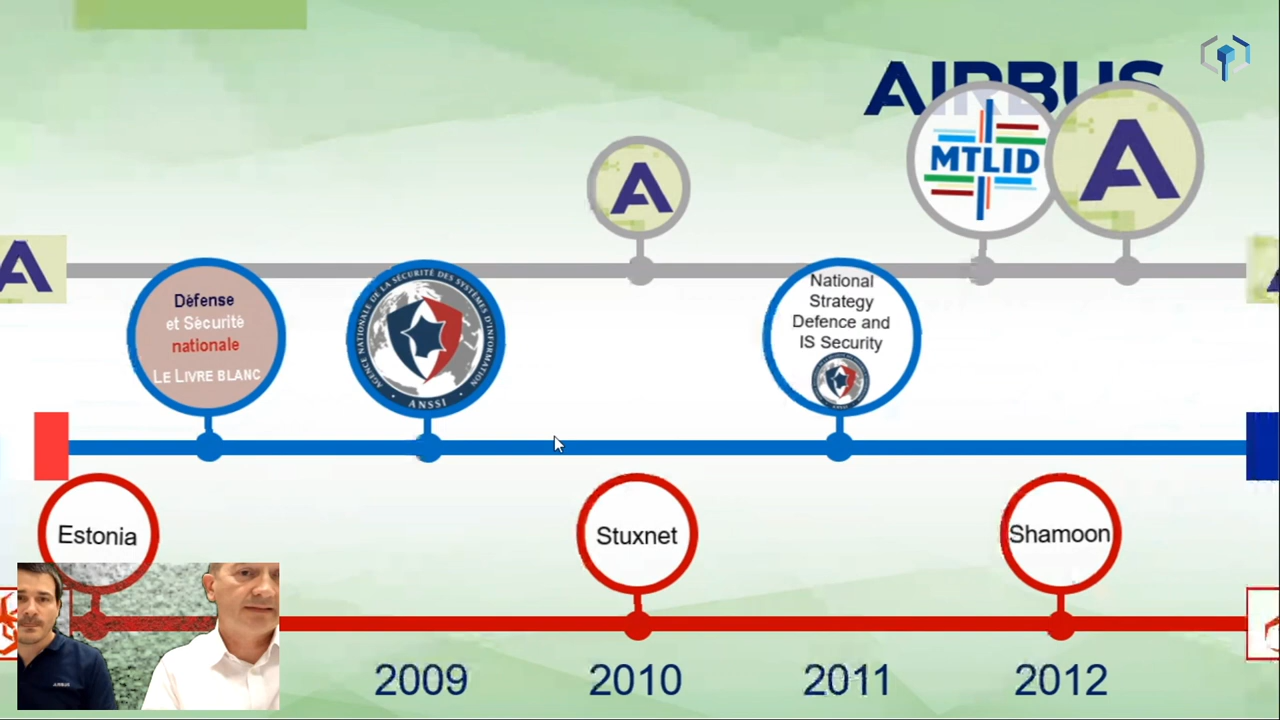 AIRBUS
MTLID
A
A
A
Défense
et Sécurité
nationale
LE LIVRE BLANC
AGENCE NATIONALE DE LA SÉCURITÉ DES SYSTÈMES D'INFORMATION
ANSSI
National
Strategy
Defence and
IS Security
Estonia
Stuxnet
Shamoon
AIRBUS
2009
2010
2011
2012